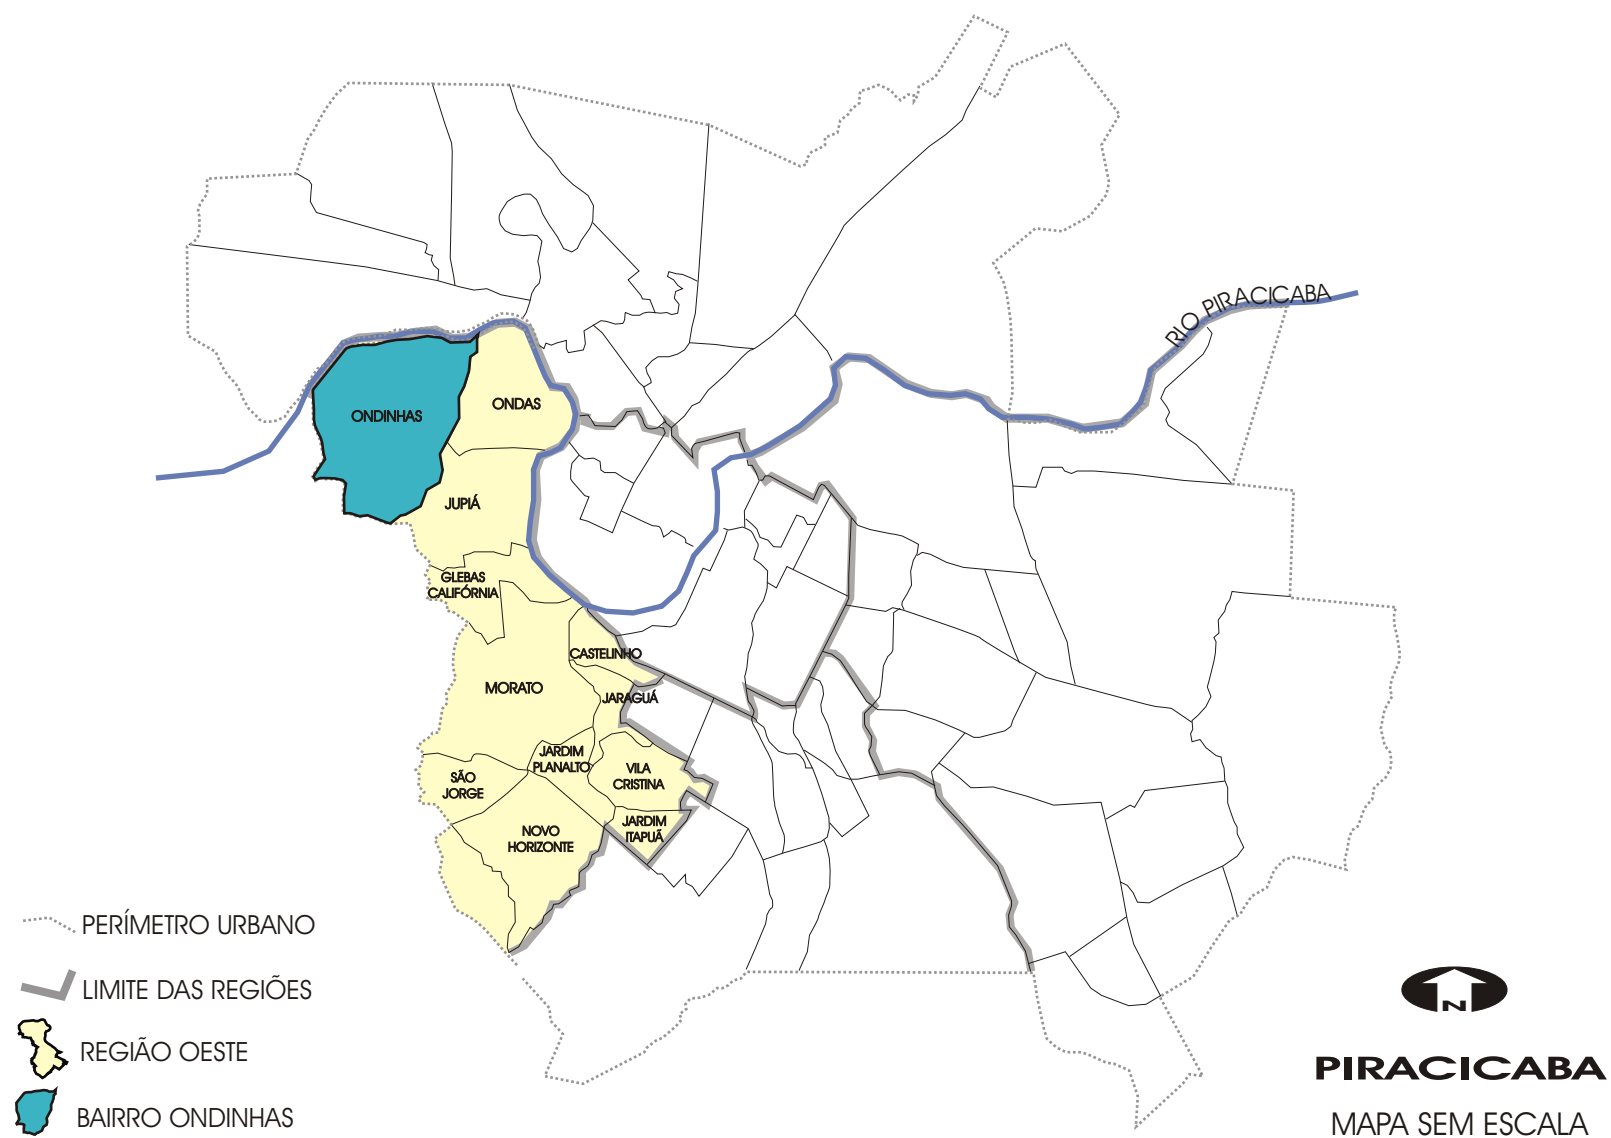 RIO PIRACICABA
ONDINHAS
ONDAS
JUPIÁ
GLEBAS
CALIFÓRNIA
CASTELINHO
MORATO
JARAGUÁ
JARDIM
PLANALTO
VILA
CRISTINA
SÃO
JORGE
JARDIM
ITAPUÃ
NOVO
HORIZONTE
PERÍMETRO URBANO
LIMITE DAS REGIÕES
REGIÃO OESTE
BAIRRO ONDINHAS
N
PIRACICABA
MAPA SEM ESCALA